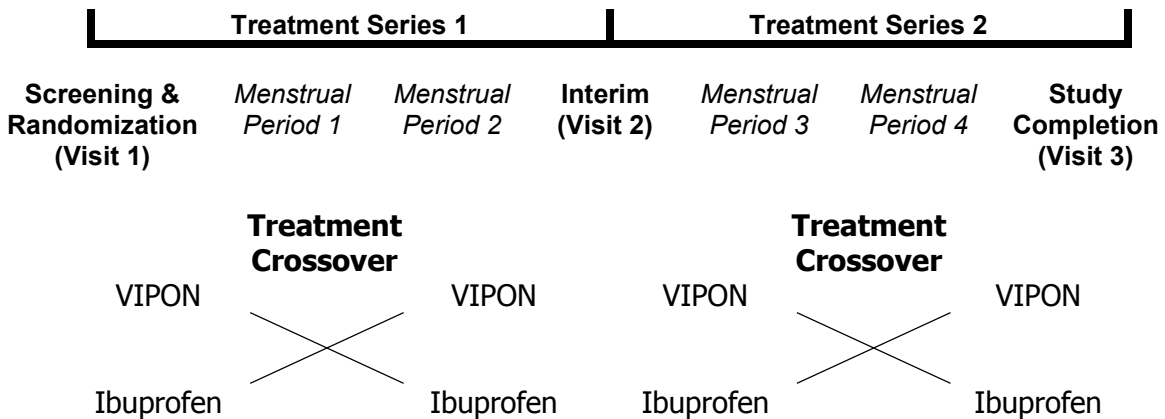 Treatment Series 1 Treatment Series 2
Screening & Menstrual Menstrual Interim Menstrual Menstrual Study
Randomization Period 1 Period 2 (Visit 2) Period 3 Period 4 Completion
(Visit 1) (Visit 3)
Treatment Treatment
Crossover Crossover
VIPON VIPON VIPON VIPON
Ibuprofen Ibuprofen Ibuprofen Ibuprofen